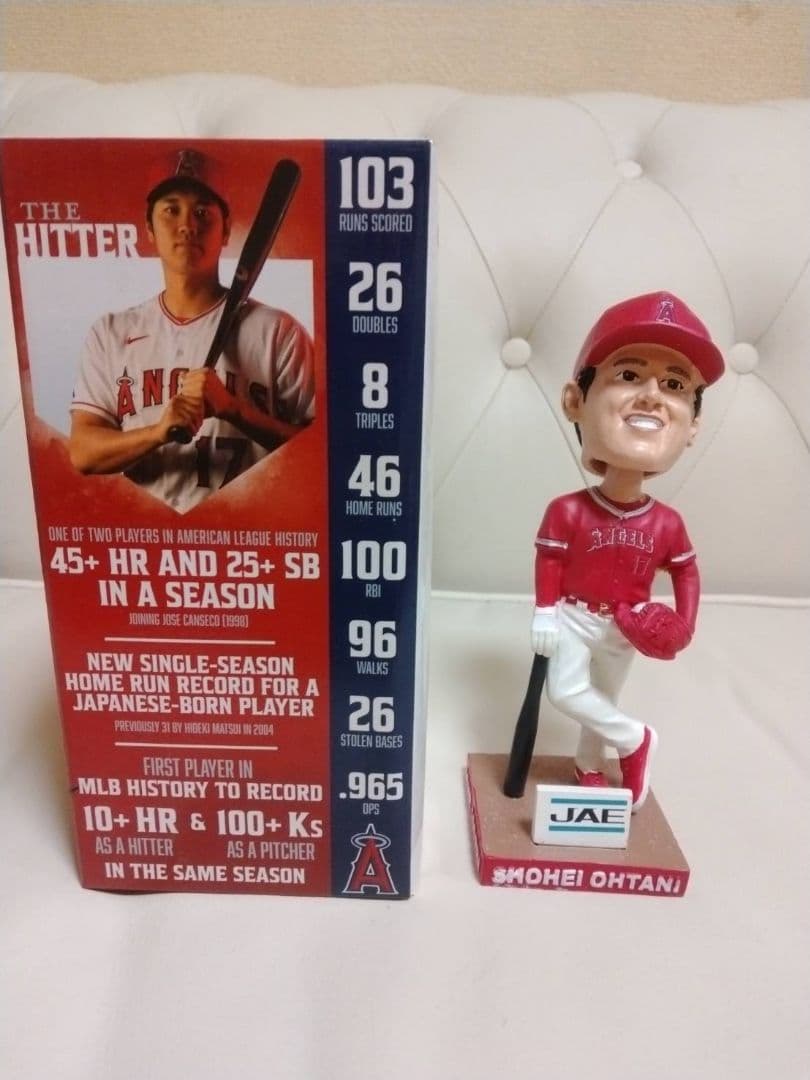 THE
HITTER
ANGELS
17
ONE OF TWO PLAYERS IN AMERICAN LEAGUE HISTORY
45+ HR AND 25+ SB
IN A SEASON
JOINING JOSE CANSECO (1998)
NEW SINGLE-SEASON
HOME RUN RECORD FOR A
JAPANESE-BORN PLAYER
PREVIOUSLY 31 BY HIDEKI MATSUI IN 2004
FIRST PLAYER IN
MLB HISTORY TO RECORD
10+ HR & 100+ Ks
AS A HITTER AS A PITCHER
IN THE SAME SEASON
103
RUNS SCORED
26
DOUBLES
8
TRIPLES
46
HOME RUNS
100
RBI
96
WALKS
26
STOLEN BASES
.965
OPS
A
A
ANGELS
17
JAE
SHOHEI OHTANI